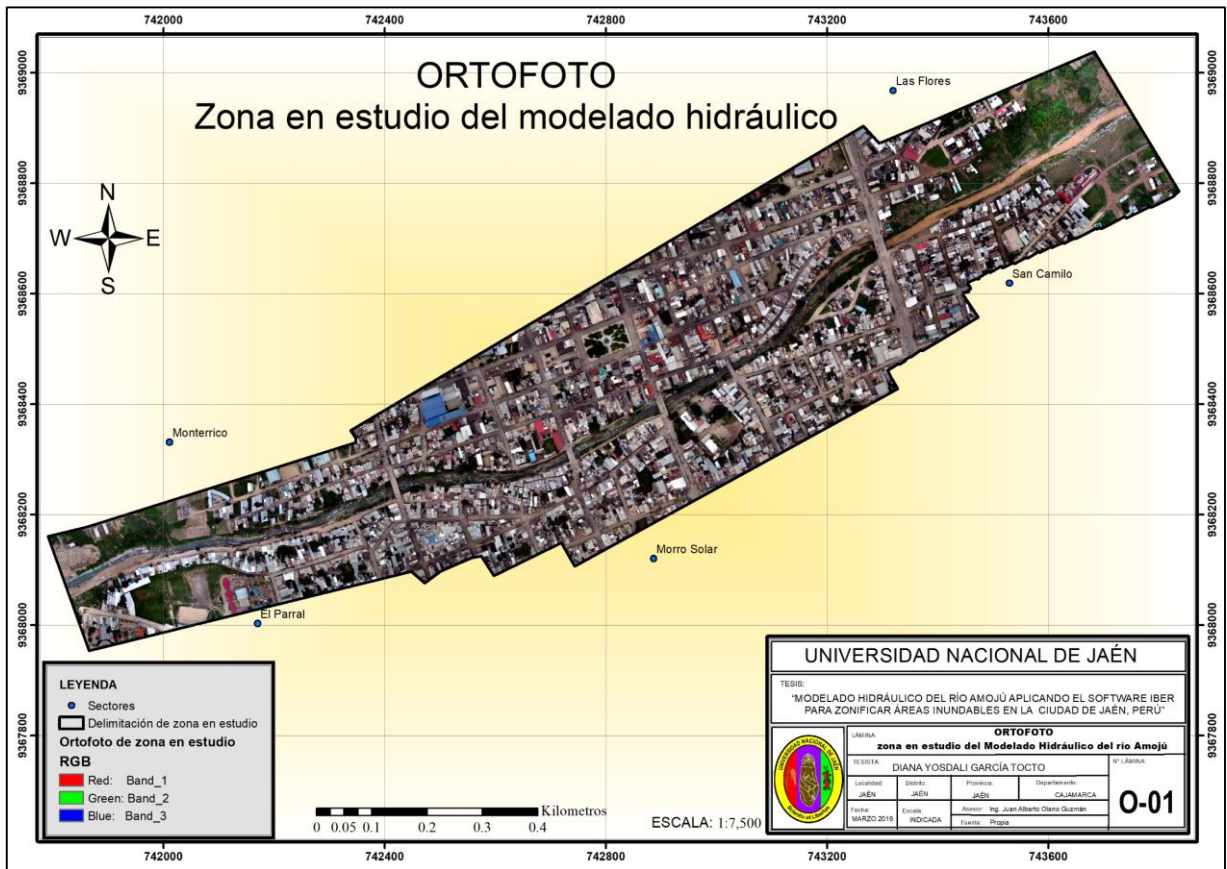 742000 742400 742800 743200 743600
9369000 9369000
9368800 9368800
9368600 9368600
9368400 9368400
9368200 9368200
9368000 9368000
9367800 9367800
ORTOFOTO
Zona en estudio del modelado hidráulico
N
W E
S
Las Flores
San Camilo
Monterrico
Morro Solar
El Parral
LEYENDA
Sectores
Delimitación de zona en estudio
Ortofoto de zona en estudio
RGB
Red: Band_1
Green: Band_2
Blue: Band_3
Kilometros
0 0.05 0.1 0.2 0.3 0.4
ESCALA: 1:7,500
UNIVERSIDAD NACIONAL DE JAÉN
TESIS:
"MODELADO HIDRÁULICO DEL RÍO AMOJÚ APLICANDO EL SOFTWARE IBER
PARA ZONIFICAR ÁREAS INUNDABLES EN LA CIUDAD DE JAÉN, PERÚ"
UNIVERSIDAD NACIONAL DE JAÉN
Scientia et Libertas
LÁMINA:
ORTOFOTO
zona en estudio del Modelado Hidráulico del río Amojú
TESISTA:
DIANA YOSDALI GARCÍA TOCTO
N° LÁMINA:
O-01
Localidad: Distrito: Provincia: Departamento:
JAÉN JAÉN JAÉN CAJAMARCA
Fecha: MARZO 2019
Escala: INDICADA
Asesor: Ing. Juan Alberto Olano Guzmán
Fuente: Propia
742000 742400 742800 743200 743600